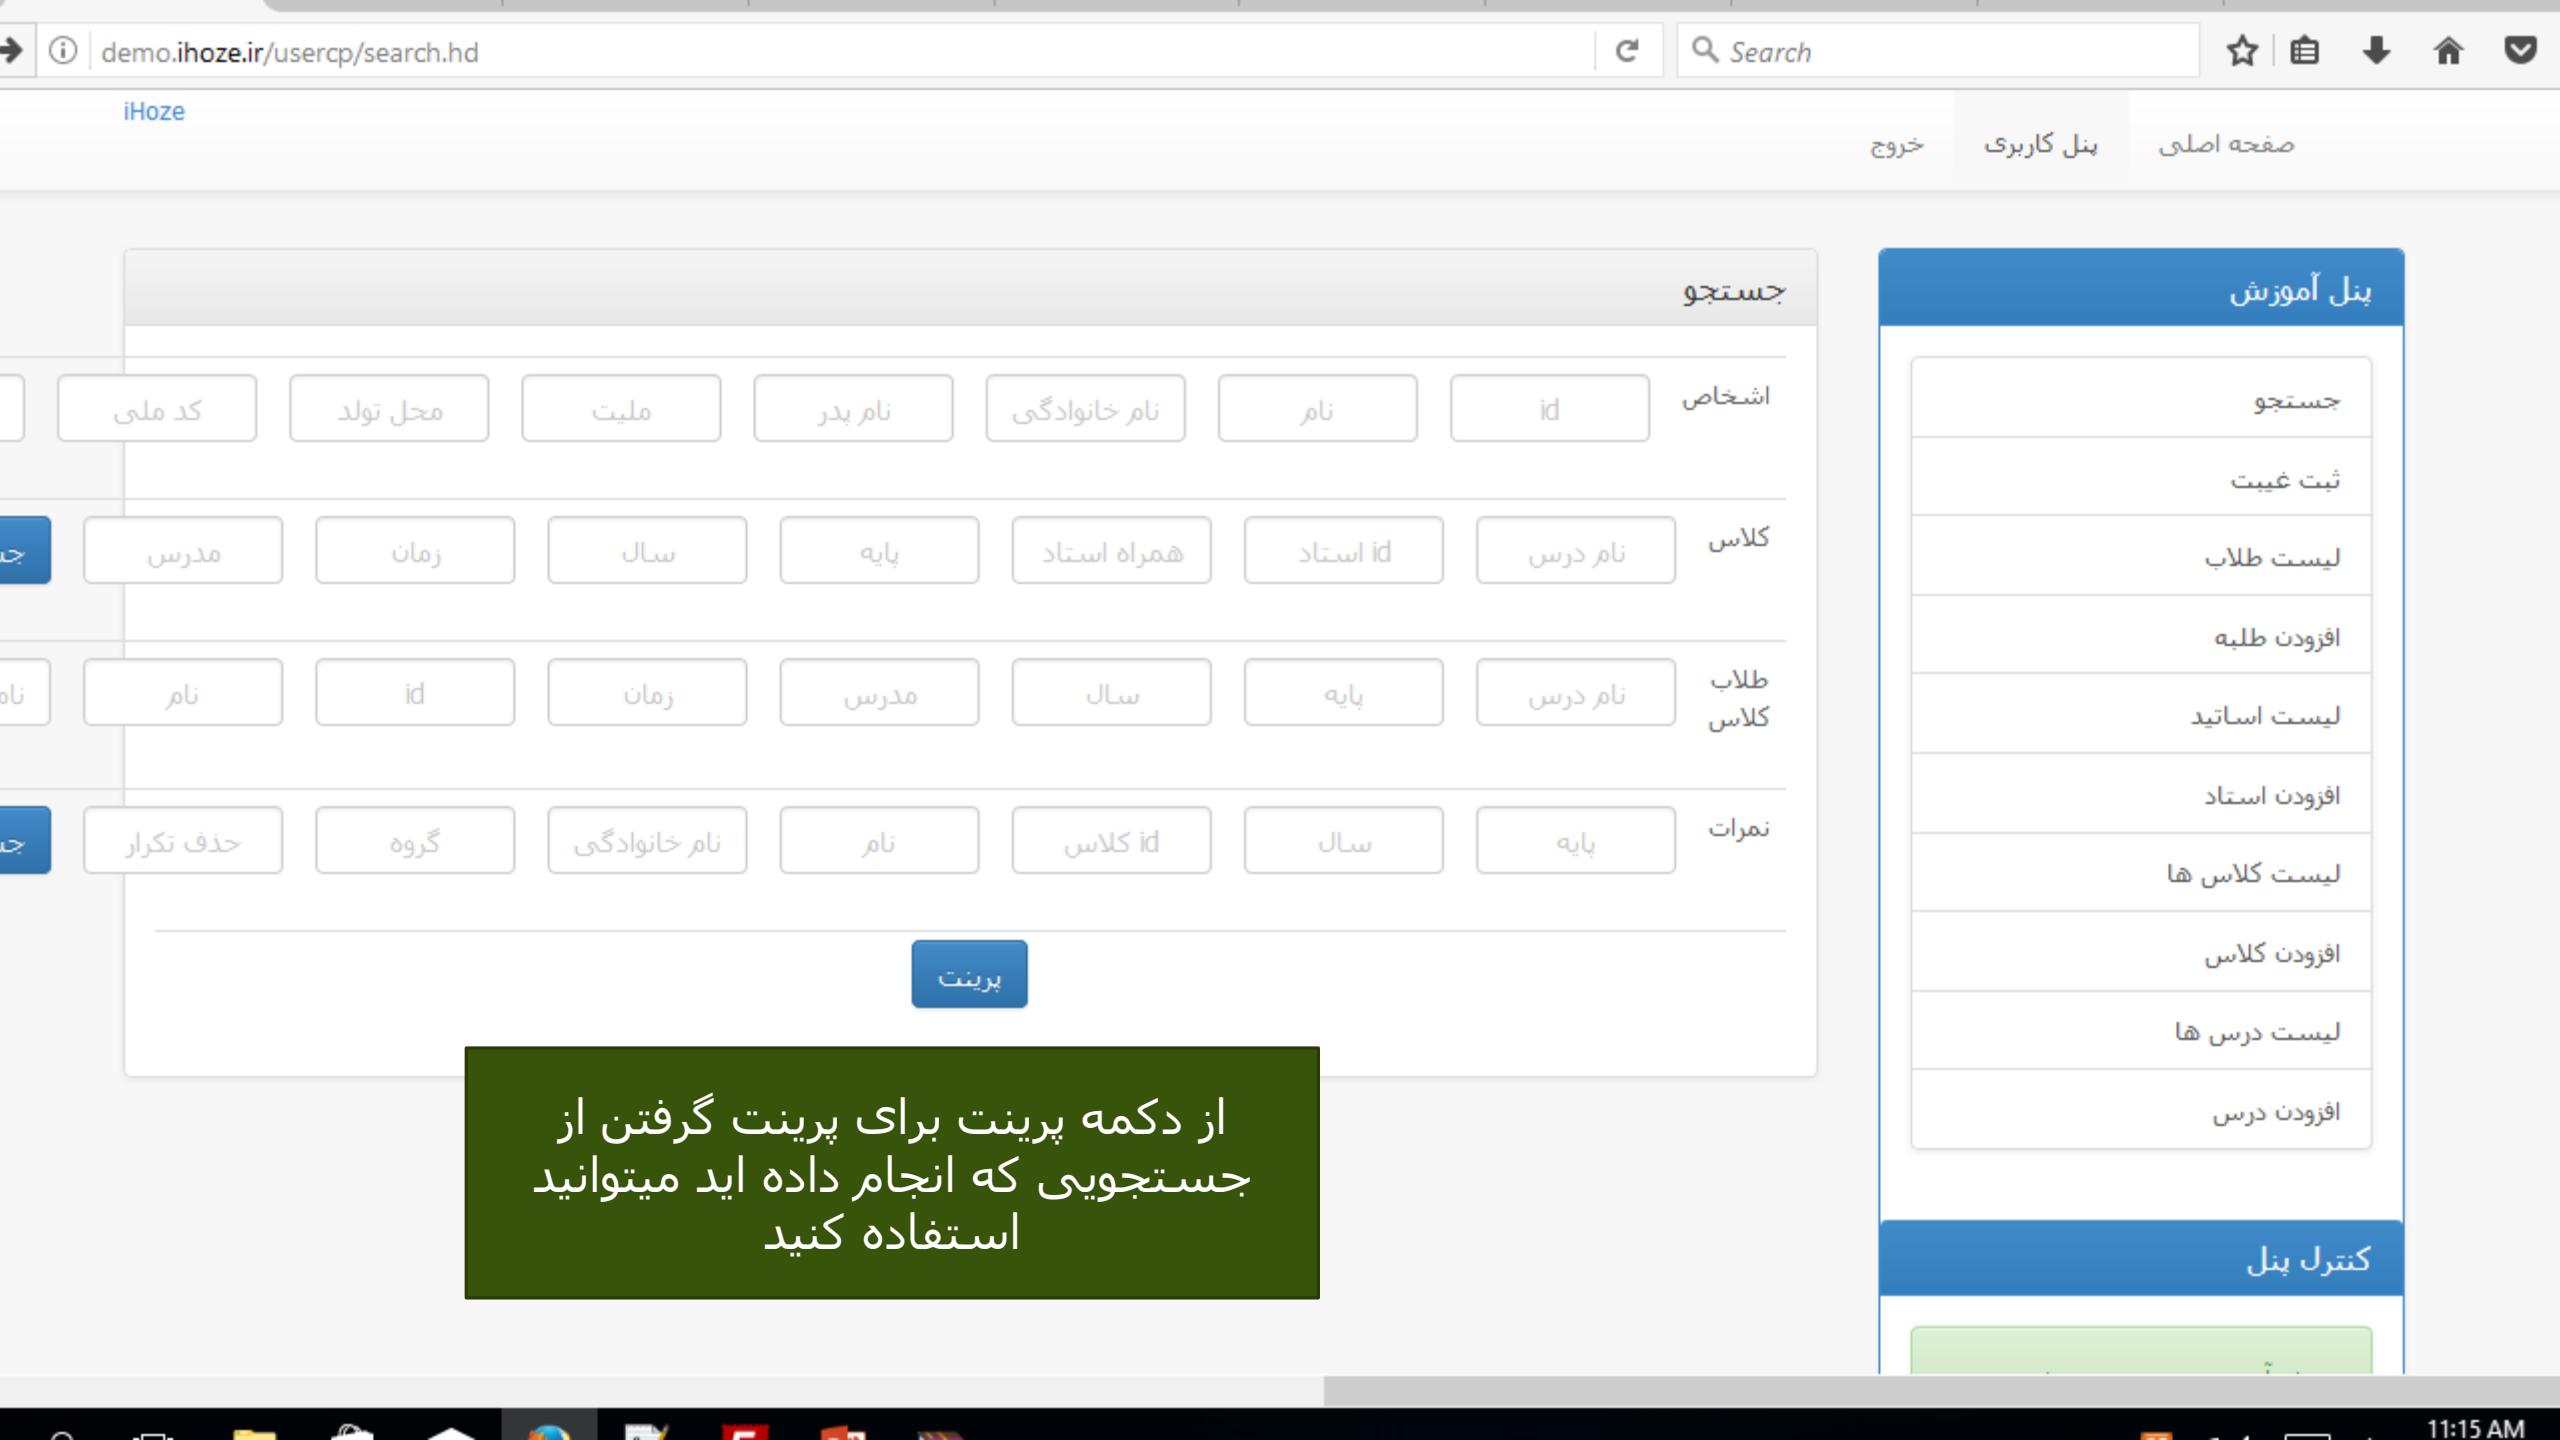 demo.ihoze.ir/usercp/search.hd
Search
iHoze
صفحه اصلی
پنل کاربری
خروج
پنل آموزش
جستجو
ثبت غیبت
لیست طلاب
افزودن طلبه
لیست اساتید
افزودن استاد
لیست کلاس ها
افزودن کلاس
لیست درس ها
افزودن درس
کنترل پنل
جستجو
اشخاص id نام نام خانوادگی نام پدر ملیت محل تولد کد ملی
کلاس نام درس id استاد همراه استاد پایه سال زمان مدرس
طلاب کلاس نام درس پایه سال مدرس زمان id نام
نمرات پایه سال id کلاس نام نام خانوادگی گروه حذف تکرار
پرینت
از دکمه پرینت برای پرینت گرفتن از
جستجویی که انجام داده اید میتوانید
استفاده کنید
11:15 AM